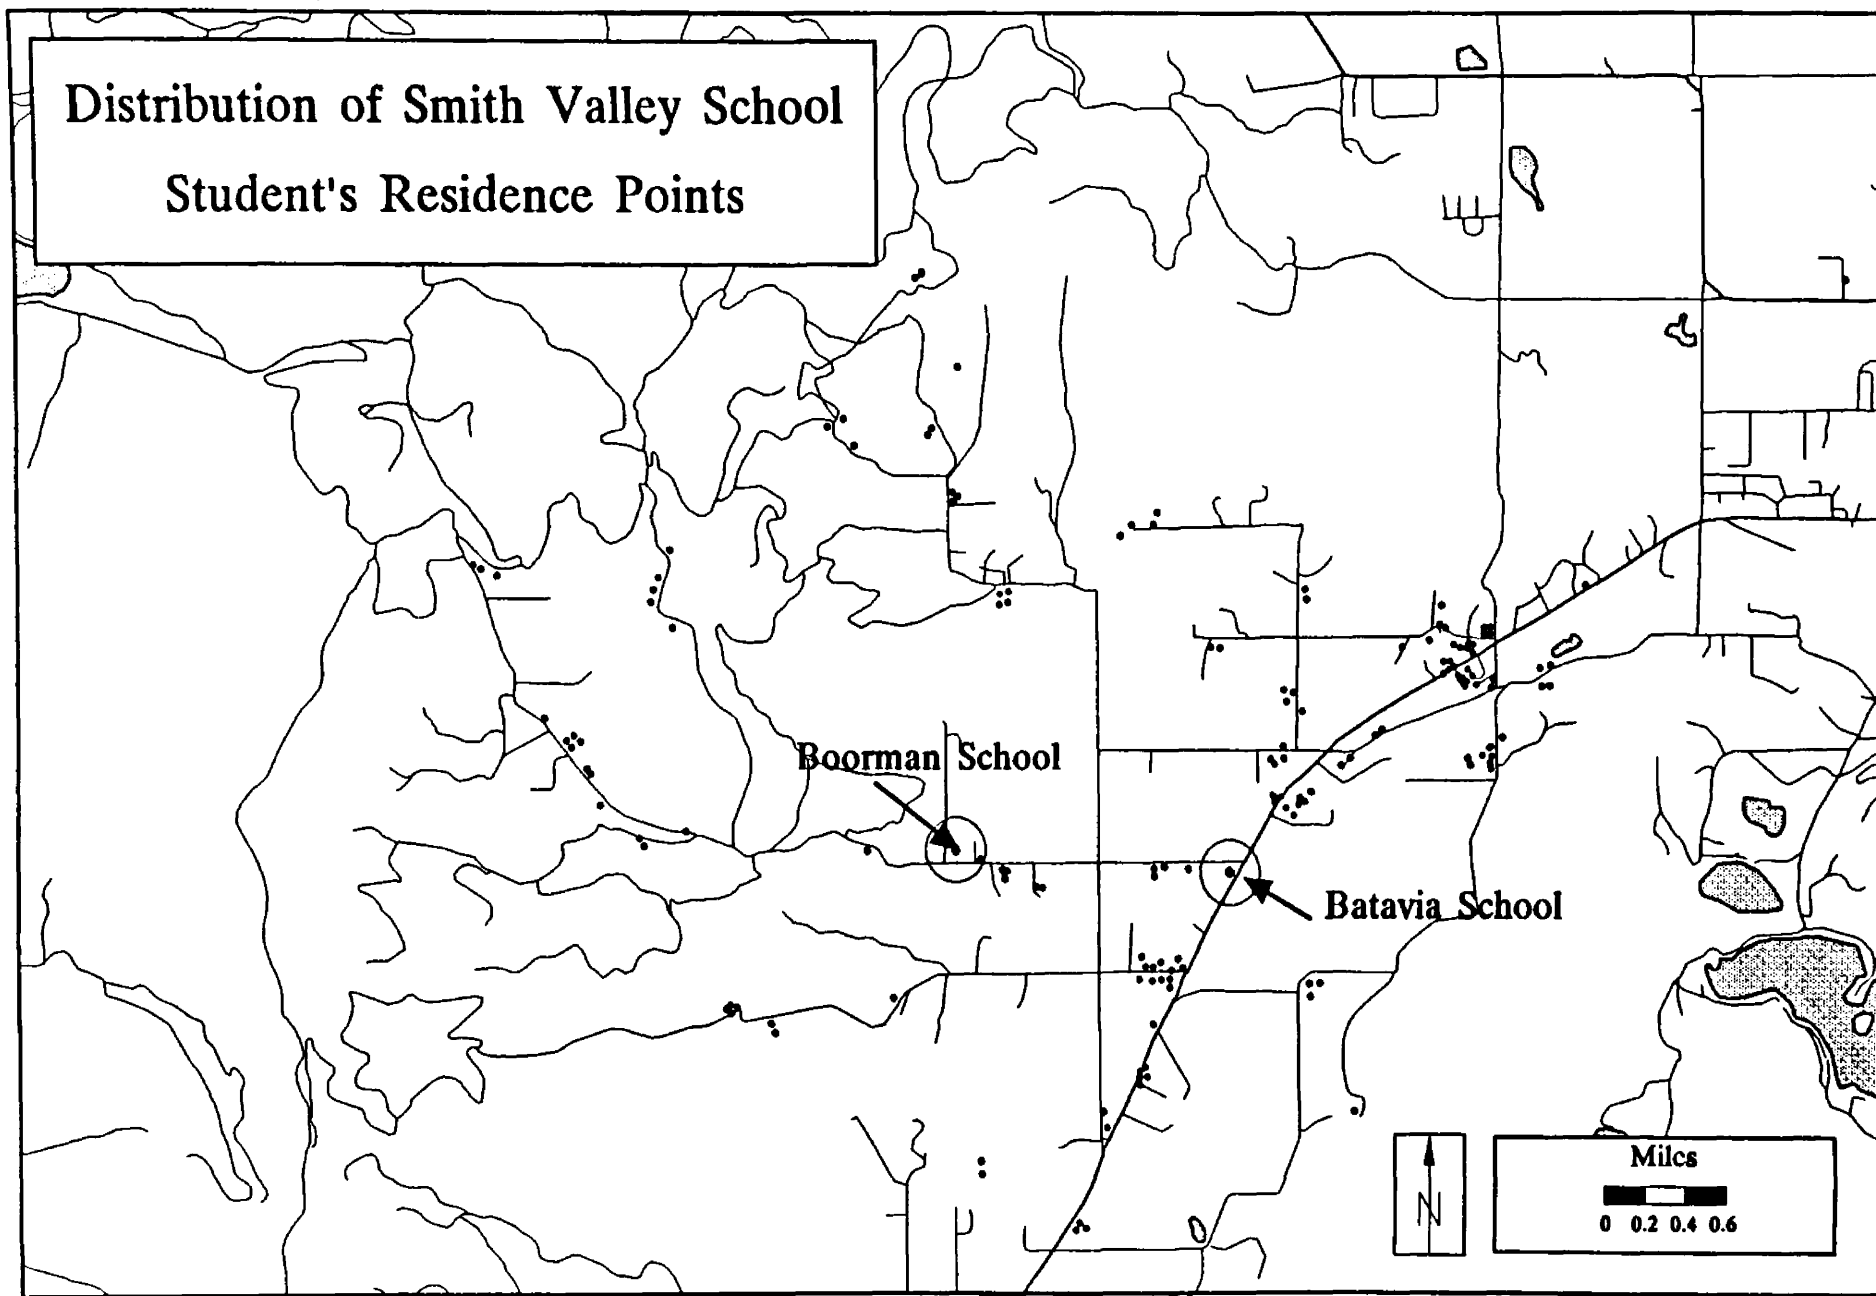 Distribution of Smith Valley School
Student's Residence Points
Boorman School
Batavia School
N
Miles
0 0.2 0.4 0.6